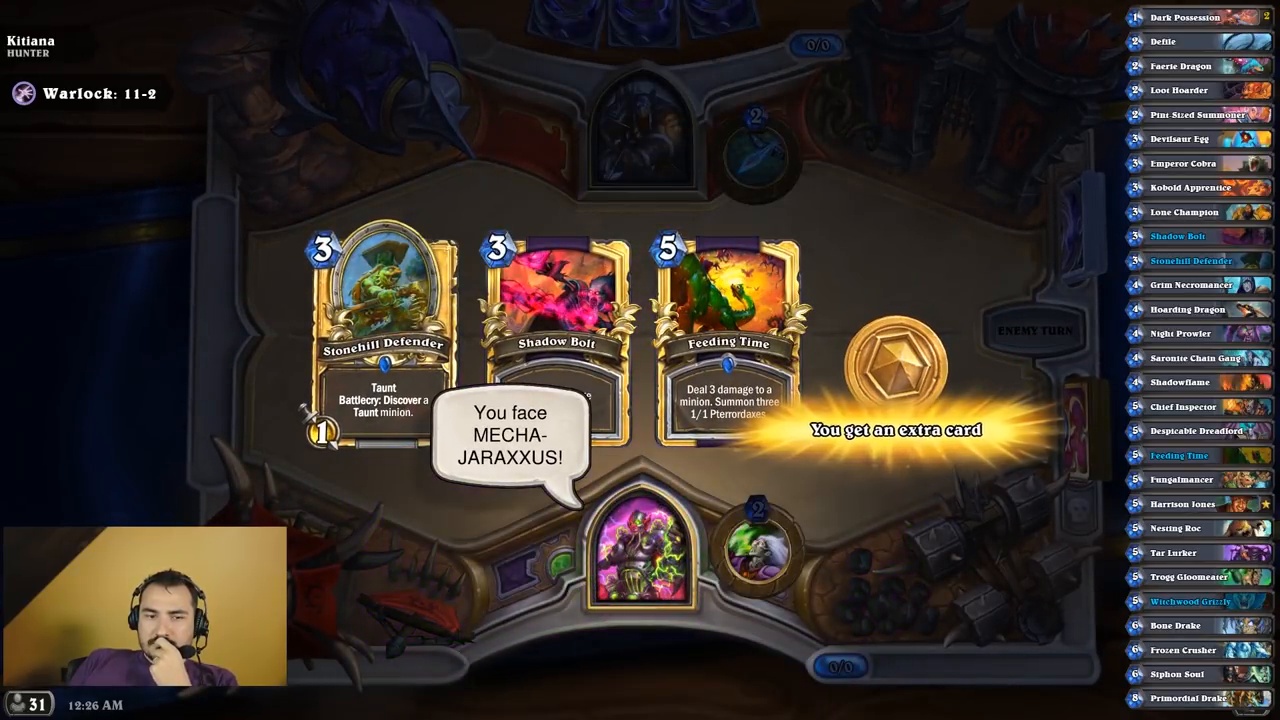 Kitiana
HUNTER
Warlock: 11-2
0/0
2
ENEMY TURN
3
Stonehill Defender
Taunt
Battlecry: Discover a
Taunt minion.
1
3
Shadow Bolt
5
Feeding Time
Deal 3 damage to a
minion. Summon three
1/1 Pterrordaxes.
You get an extra card
You face
MECHA-
JARAXXUS!
2
0/0
31
12:26 AM
1 Dark Possession 2
2 Defile
2 Faerie Dragon
2 Loot Hoarder
2 Pint-Sized Summoner
3 Devilsaur Egg
3 Emperor Cobra
3 Kobold Apprentice
3 Lone Champion
3 Shadow Bolt
3 Stonehill Defender
4 Grim Necromancer
4 Hoarding Dragon
4 Night Prowler
4 Saronite Chain Gang
4 Shadowflame
5 Chief Inspector
5 Despicable Dreadlord
5 Feeding Time
5 Fungalmancer
5 Harrison Jones
5 Nesting Roc
5 Tar Lurker
5 Trogg Gloomeater
5 Witchwood Grizzly
6 Bone Drake
6 Frozen Crusher
6 Siphon Soul
8 Primordial Drake